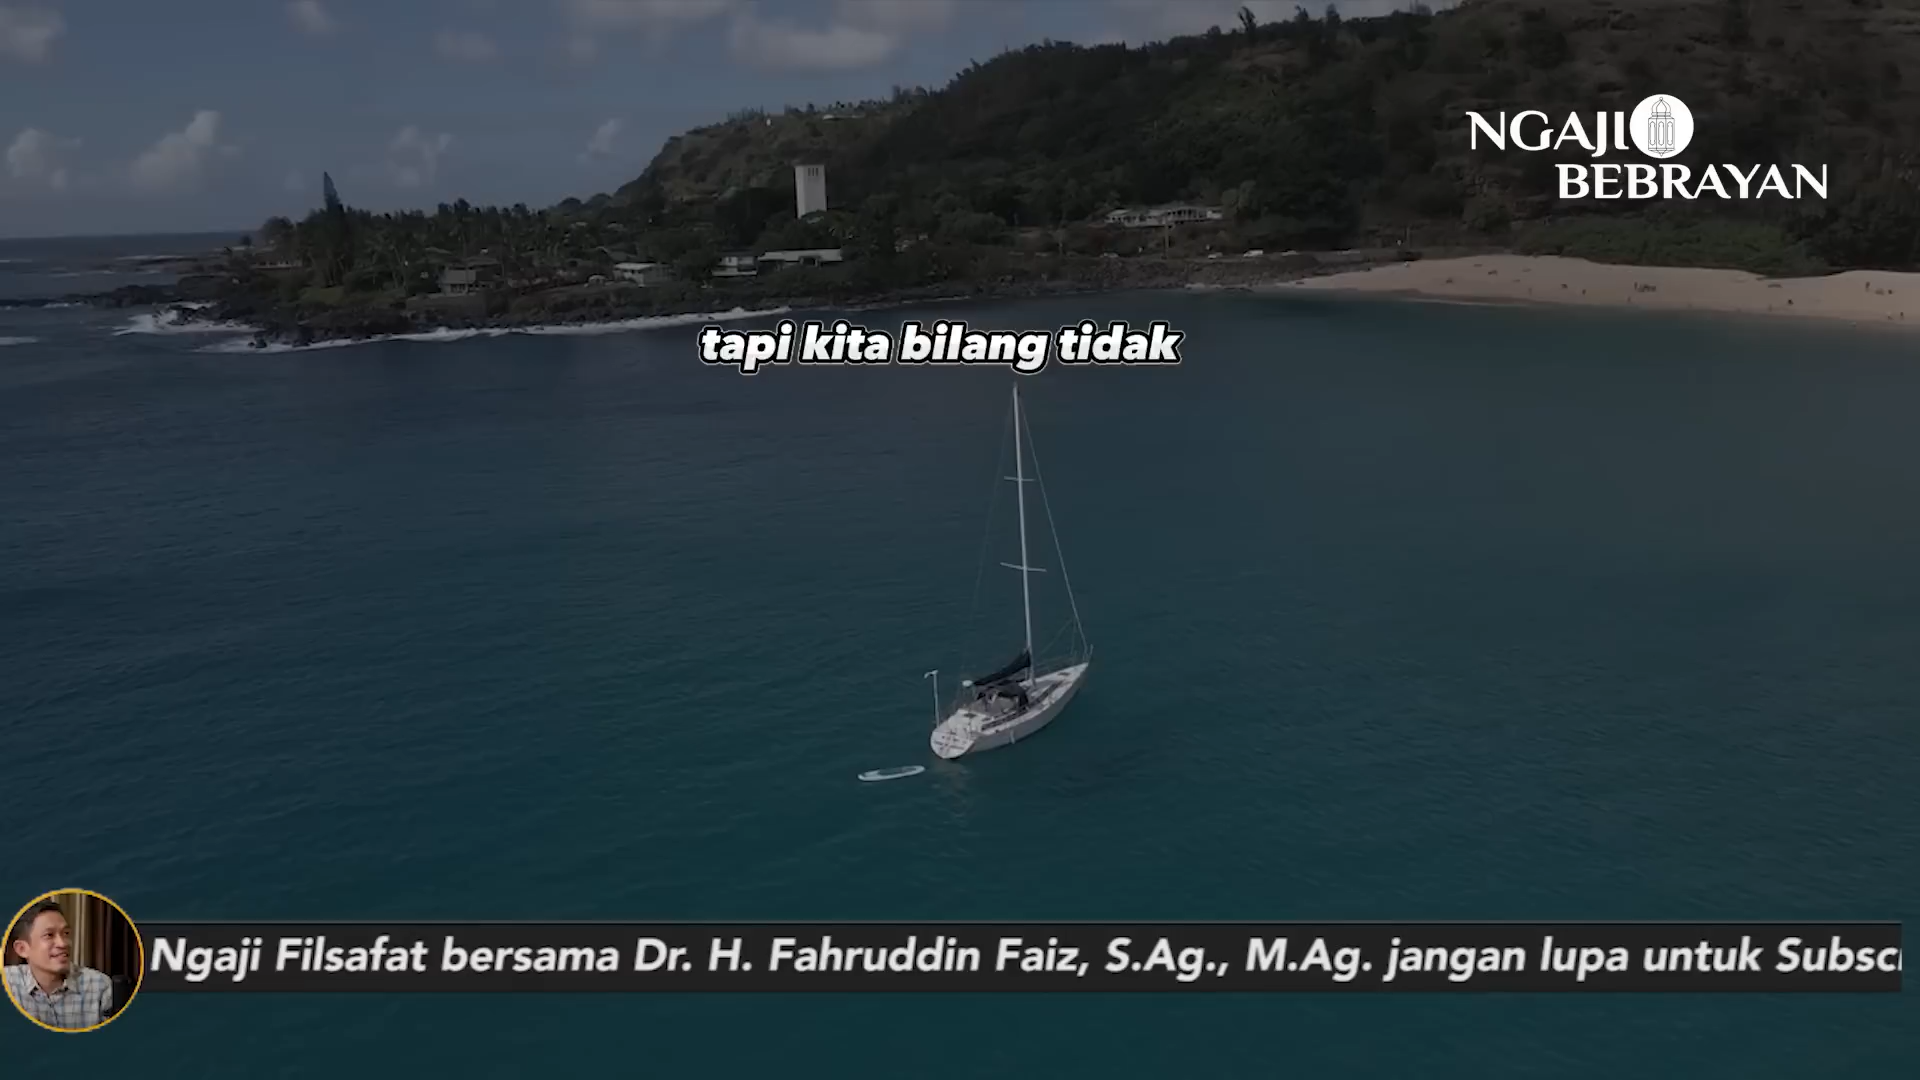 NGAJI
BEBRAYAN
tapi kita bilang tidak
Ngaji Filsafat bersama Dr. H. Fahruddin Faiz, S.Ag., M.Ag. jangan lupa untuk